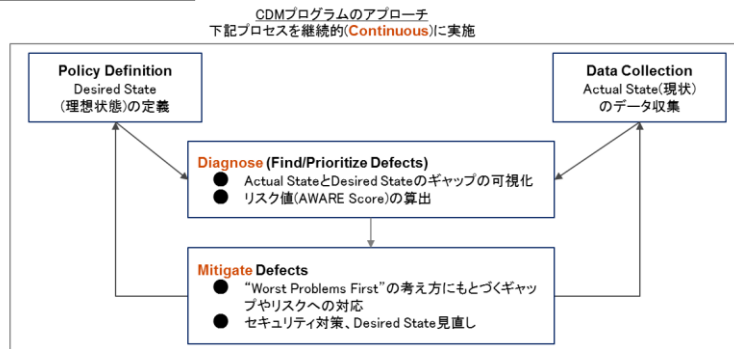 CDMプログラムのアプローチ
下記プロセスを継続的(Continuous)に実施
Policy Definition
Desired State
(理想状態)の定義
Data Collection
Actual State(現状)
のデータ収集
Diagnose (Find/Prioritize Defects)
● Actual StateとDesired Stateのギャップの可視化
● リスク値(AWARE Score)の算出
Mitigate Defects
● “Worst Problems First”の考え方にもとづくギャッ
プやリスクへの対応
● セキュリティ対策、Desired State見直し